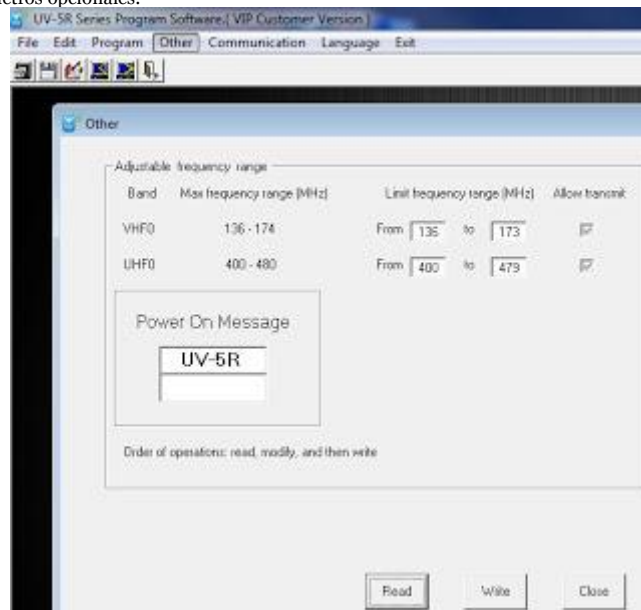 metros opcionales.
UV-5R Series Program Software.( VIP Customer Version )
File Edit Program Other Communication Language Exit
Other
Adjustable frequency range
Band Max frequency range (MHz) Limit frequency range (MHz) Allow transmit
VHF0 136 - 174 From 136 to 173
UHF0 400 - 480 From 400 to 479
Power On Message
UV-5R
Order of operations: read, modify, and then write
Read Write Close